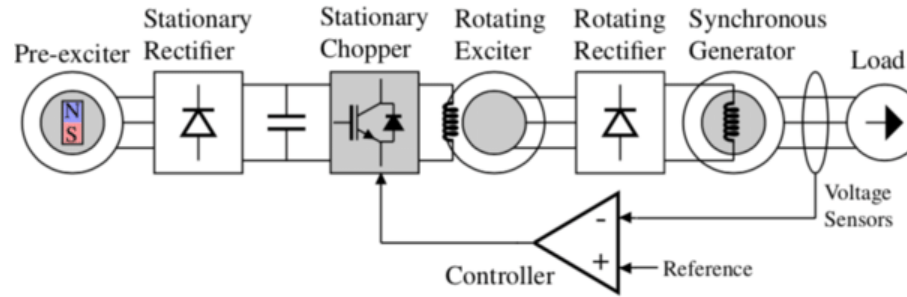 Pre-exciter
Stationary
Rectifier
Stationary
Chopper
Rotating
Exciter
Rotating
Rectifier
Synchronous
Generator
Load
N
S
Voltage
Sensors
-
+
Reference
Controller